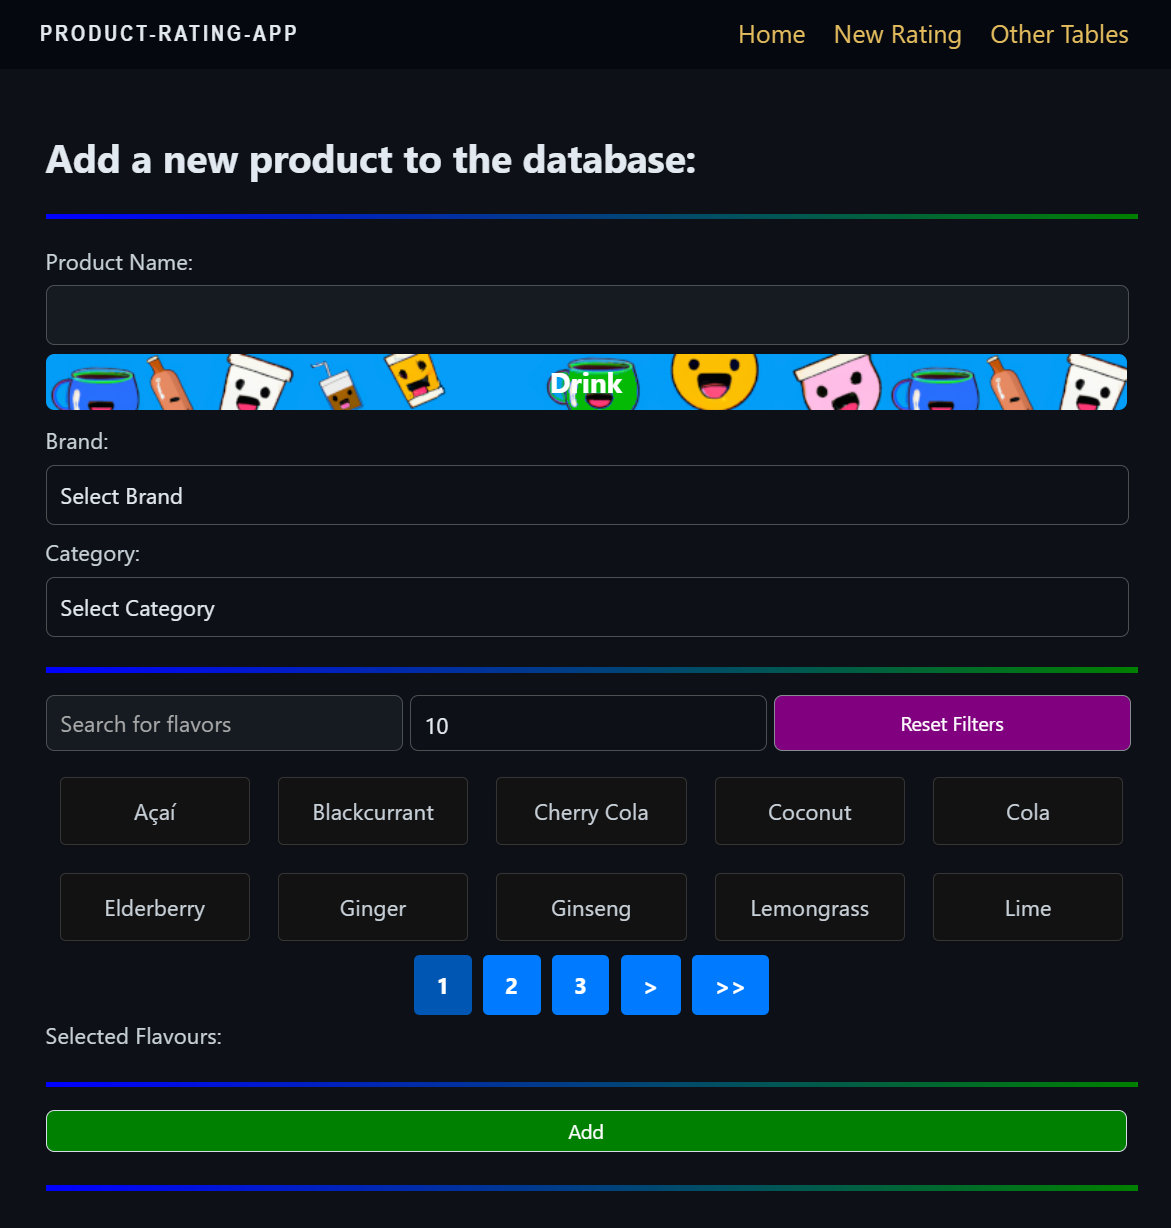 PRODUCT-RATING-APP Home New Rating Other Tables
Add a new product to the database:
Product Name:
Drink
Brand:
Select Brand
Category:
Select Category
Search for flavors 10 Reset Filters
Açaí Blackcurrant Cherry Cola Coconut Cola
Elderberry Ginger Ginseng Lemongrass Lime
1 2 3 > >>
Selected Flavours:
Add